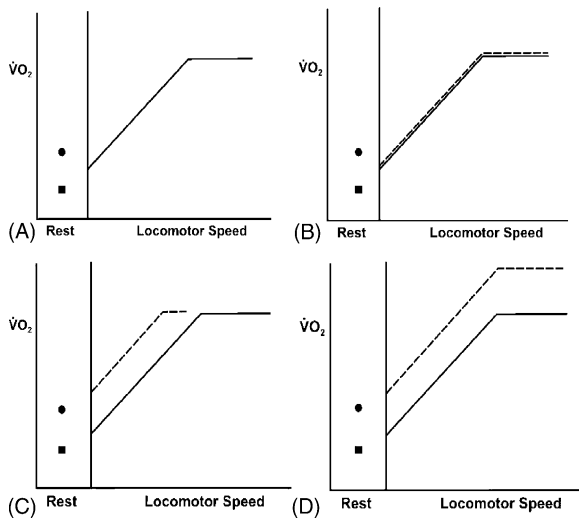 V̇O₂
(A) Rest Locomotor Speed
V̇O₂
(B) Rest Locomotor Speed
V̇O₂
(C) Rest Locomotor Speed
V̇O₂
(D) Rest Locomotor Speed